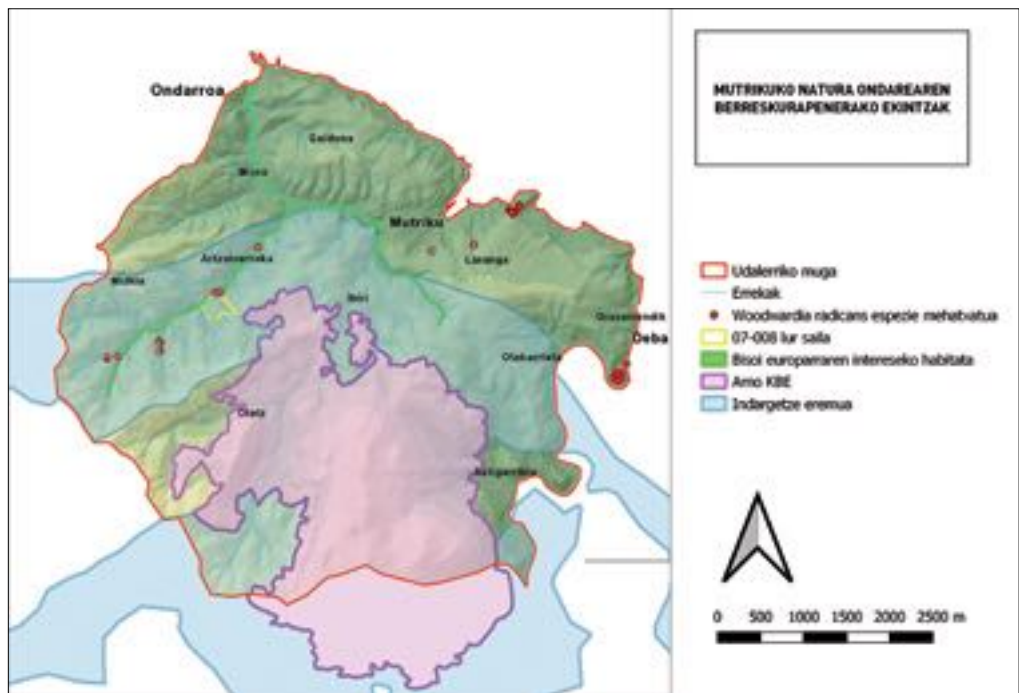 MUTRIKUKO NATURA ONDAREAREN
BERRESKURAPENERAKO EKINTZAK
Ondarroa
Galdona
Mutriku
Laranga
Ibiri
Deba
Olabarrieta
Olatz
Astigarribia
Udalerriko muga
Errekak
Woodwardia radicans espezie mehatxatua
07-008 lur saila
Bisoi europarraren intereseko habitata
Arno KBE
Indargetze eremua
0 500 1000 1500 2000 2500 m